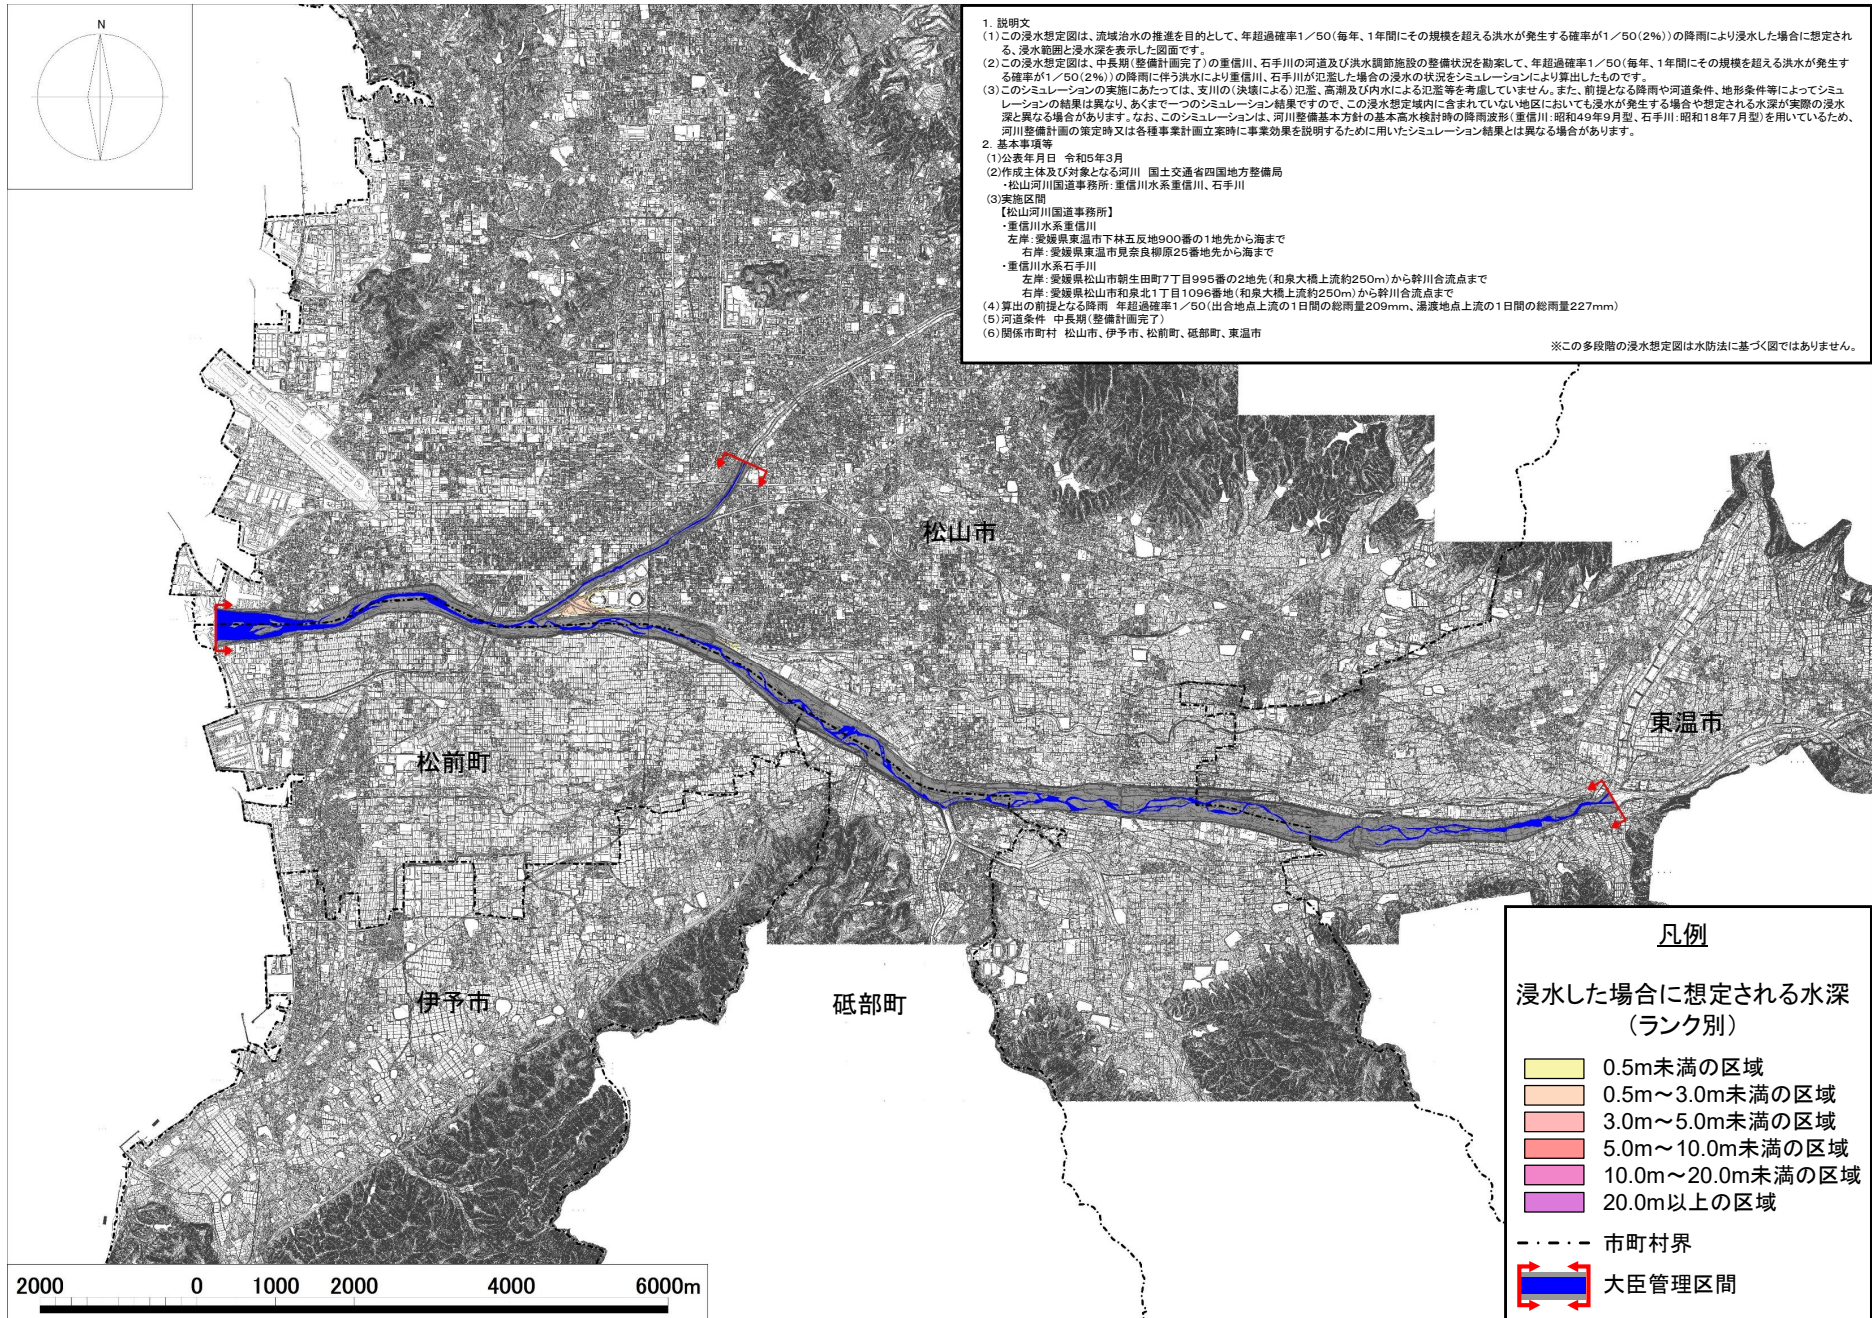 N
1. 説明文
(1)この浸水想定図は、流域治水の推進を目的として、年超過確率1／50(毎年、1年間にその規模を超える洪水が発生する確率が1／50(2%))の降雨により浸水した場合に想定され
る、浸水範囲と浸水深を表示した図面です。
(2)この浸水想定図は、中長期(整備計画完了)の重信川、石手川の河道及び洪水調節施設の整備状況を勘案して、年超過確率1／50(毎年、1年間にその規模を超える洪水が発生す
る確率が1／50(2%))の降雨に伴う洪水により重信川、石手川が氾濫した場合の浸水の状況をシミュレーションにより算出したものです。
(3)このシミュレーションの実施にあたっては、支川の(決壊による)氾濫、高潮及び内水による氾濫等を考慮していません。また、前提となる降雨や河道条件、地形条件等によってシミュ
レーションの結果は異なり、あくまで一つのシミュレーション結果ですので、この浸水想定域内に含まれていない地区においても浸水が発生する場合や想定される水深が実際の浸水
深と異なる場合があります。なお、このシミュレーションは、河川整備基本方針の基本高水検討時の降雨波形(重信川:昭和49年9月型、石手川:昭和18年7月型)を用いているため、
河川整備計画の策定時又は各種事業計画立案時に事業効果を説明するために用いたシミュレーション結果とは異なる場合があります。
2. 基本事項等
(1)公表年月日 令和5年3月
(2)作成主体及び対象となる河川 国土交通省四国地方整備局
・松山河川国道事務所:重信川水系重信川、石手川
(3)実施区間
【松山河川国道事務所】
・重信川水系重信川
左岸:愛媛県東温市下林五反地900番の1地先から海まで
右岸:愛媛県東温市見奈良柳原25番地先から海まで
・重信川水系石手川
左岸:愛媛県松山市朝生田町7丁目995番の2地先(和泉大橋上流約250m)から幹川合流点まで
右岸:愛媛県松山市和泉北1丁目1096番地(和泉大橋上流約250m)から幹川合流点まで
(4)算出の前提となる降雨 年超過確率1／50(出合地点上流の1日間の総雨量209mm、湯渡地点上流の1日間の総雨量227mm)
(5)河道条件 中長期(整備計画完了)
(6)関係市町村 松山市、伊予市、松前町、砥部町、東温市
※この多段階の浸水想定図は水防法に基づく図ではありません。
松山市
東温市
松前町
伊予市
砥部町
凡例
浸水した場合に想定される水深
(ランク別)
0.5m未満の区域
0.5m～3.0m未満の区域
3.0m～5.0m未満の区域
5.0m～10.0m未満の区域
10.0m～20.0m未満の区域
20.0m以上の区域
市町村界
大臣管理区間
2000 0 1000 2000 4000 6000m